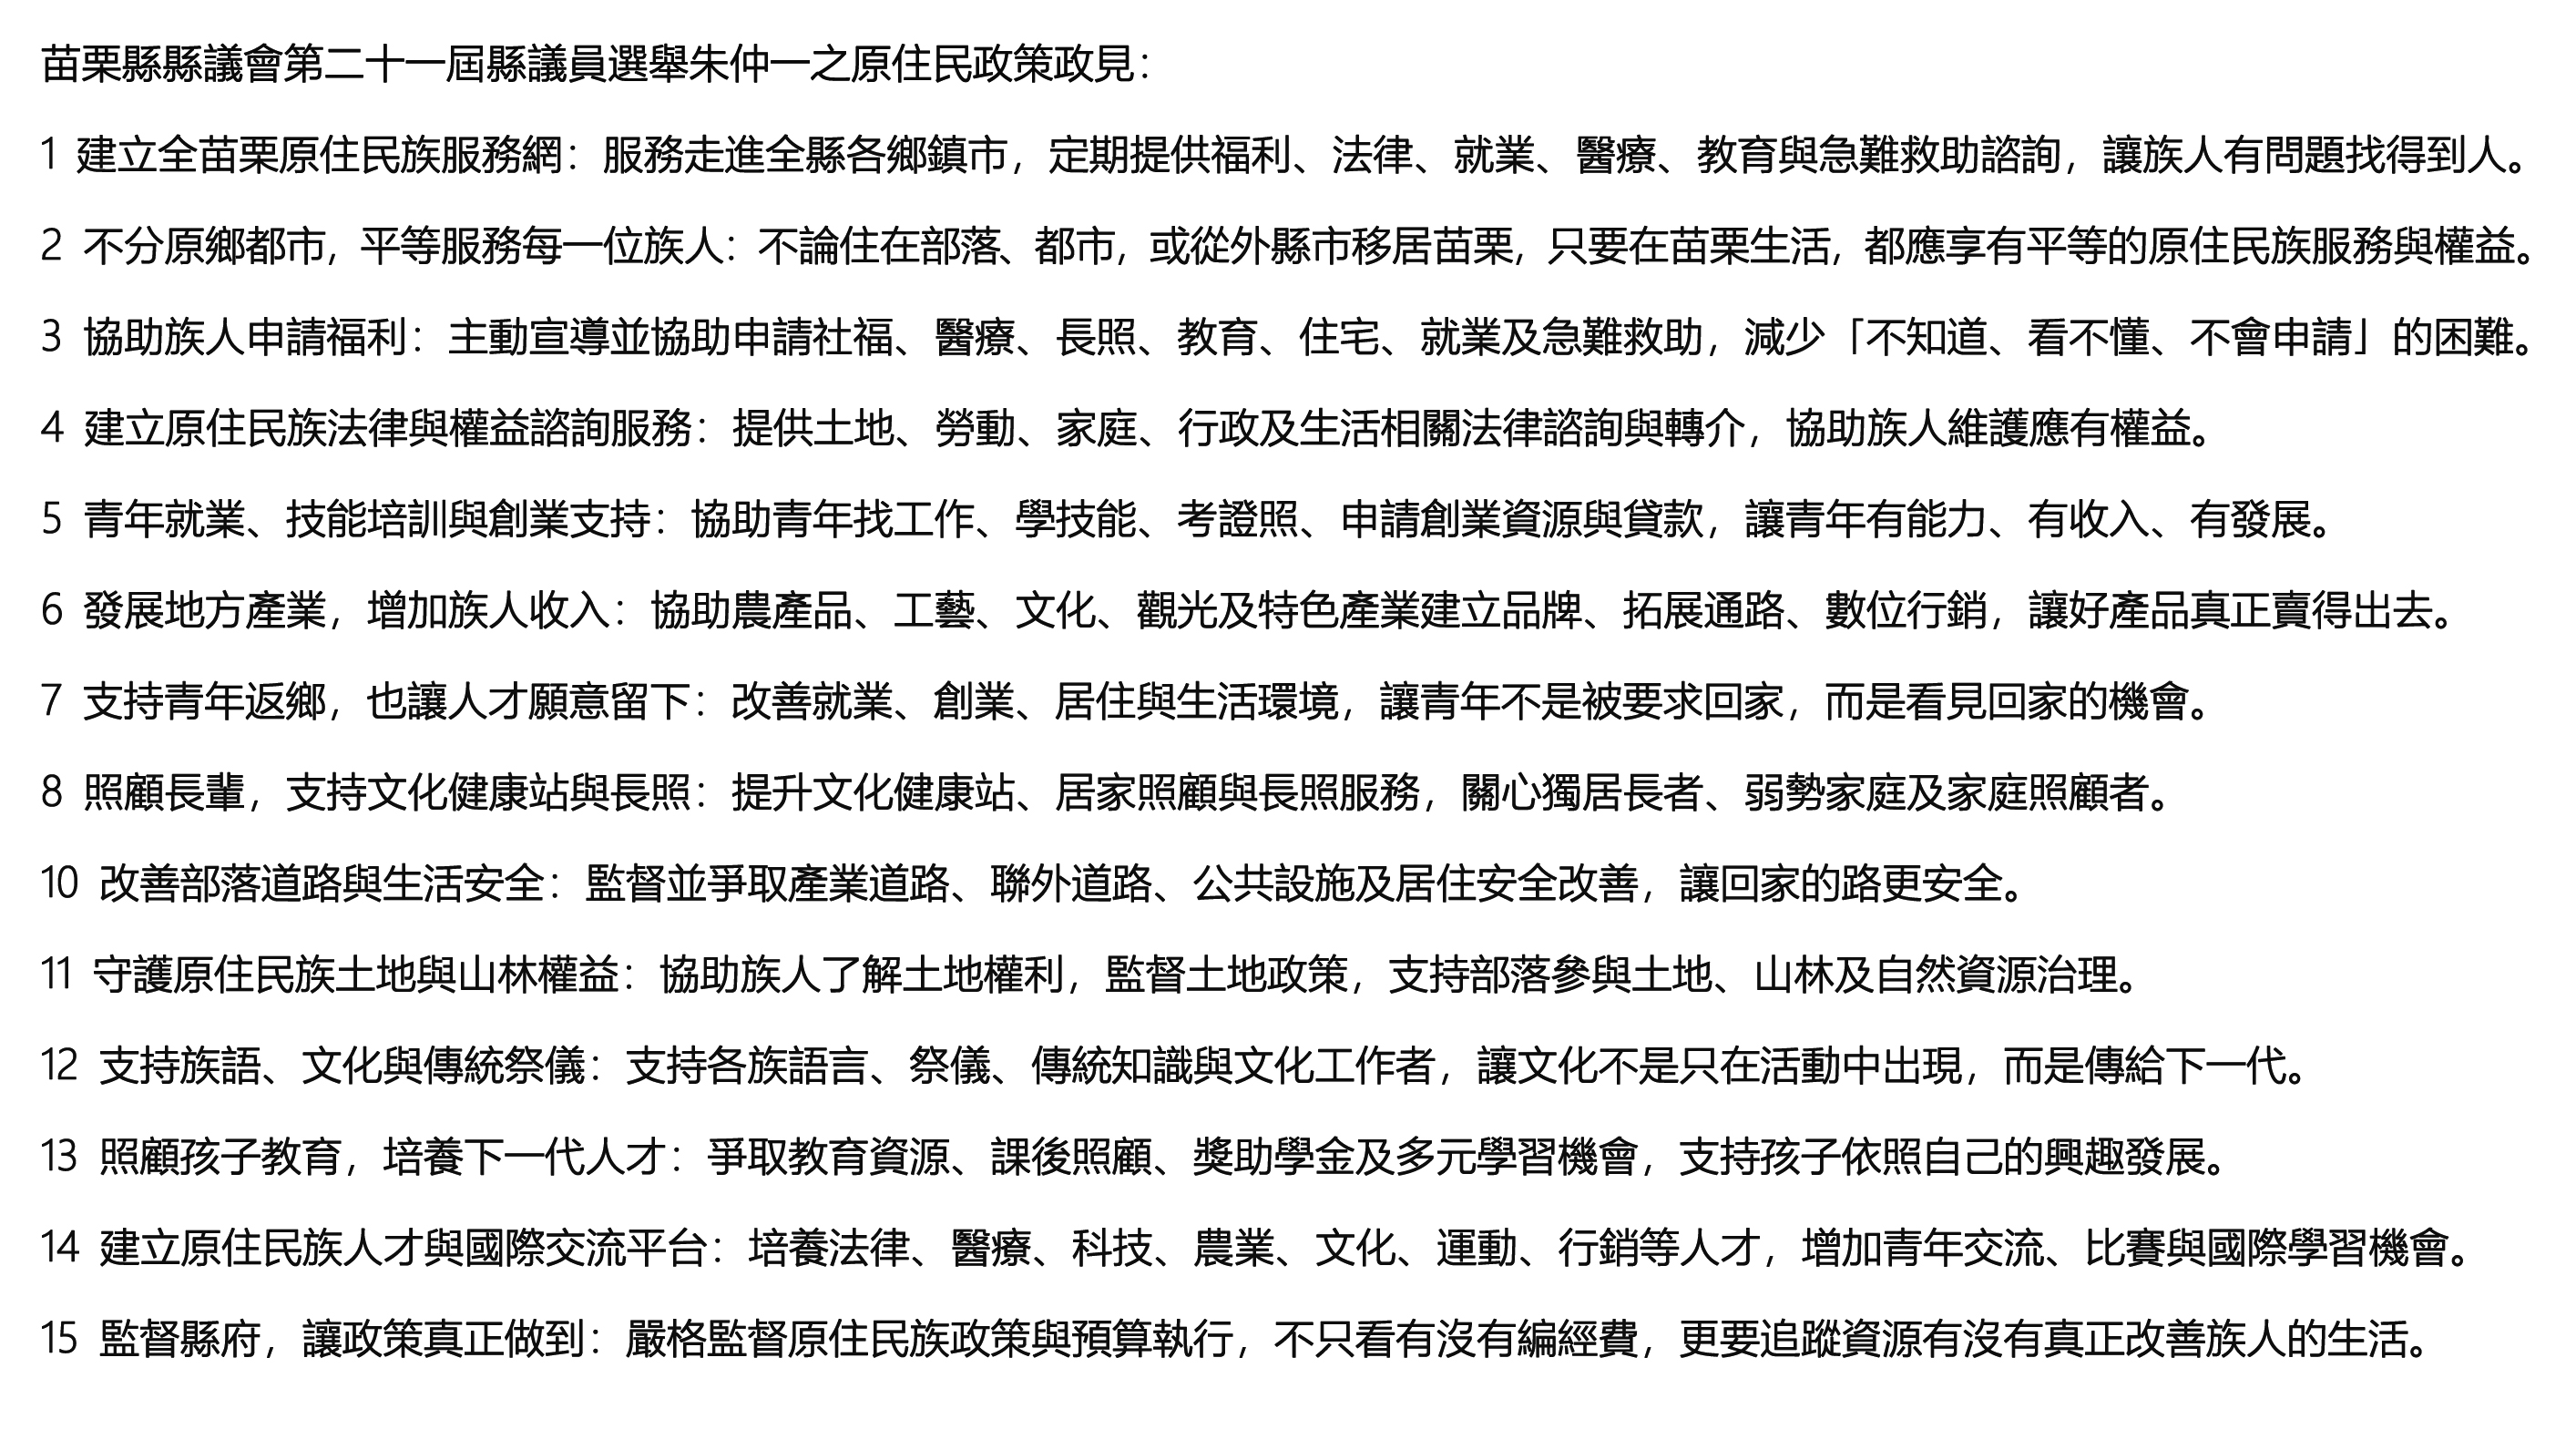 苗栗縣縣議會第二十一屆縣議員選舉朱仲一之原住民政策政見：
1 建立全苗栗原住民族服務網：服務走進全縣各鄉鎮市，定期提供福利、法律、就業、醫療、教育與急難救助諮詢，讓族人有問題找得到人。
2 不分原鄉都市，平等服務每一位族人：不論住在部落、都市，或從外縣市移居苗栗，只要在苗栗生活，都應享有平等的原住民族服務與權益。
3 協助族人申請福利：主動宣導並協助申請社福、醫療、長照、教育、住宅、就業及急難救助，減少「不知道、看不懂、不會申請」的困難。
4 建立原住民族法律與權益諮詢服務：提供土地、勞動、家庭、行政及生活相關法律諮詢與轉介，協助族人維護應有權益。
5 青年就業、技能培訓與創業支持：協助青年找工作、學技能、考證照、申請創業資源與貸款，讓青年有能力、有收入、有發展。
6 發展地方產業，增加族人收入：協助農產品、工藝、文化、觀光及特色產業建立品牌、拓展通路、數位行銷，讓好產品真正賣得出去。
7 支持青年返鄉，也讓人才願意留下：改善就業、創業、居住與生活環境，讓青年不是被要求回家，而是看見回家的機會。
8 照顧長輩，支持文化健康站與長照：提升文化健康站、居家照顧與長照服務，關心獨居長者、弱勢家庭及家庭照顧者。
10 改善部落道路與生活安全：監督並爭取產業道路、聯外道路、公共設施及居住安全改善，讓回家的路更安全。
11 守護原住民族土地與山林權益：協助族人了解土地權利，監督土地政策，支持部落參與土地、山林及自然資源治理。
12 支持族語、文化與傳統祭儀：支持各族語言、祭儀、傳統知識與文化工作者，讓文化不是只在活動中出現，而是傳給下一代。
13 照顧孩子教育，培養下一代人才：爭取教育資源、課後照顧、獎助學金及多元學習機會，支持孩子依照自己的興趣發展。
14 建立原住民族人才與國際交流平台：培養法律、醫療、科技、農業、文化、運動、行銷等人才，增加青年交流、比賽與國際學習機會。
15 監督縣府，讓政策真正做到：嚴格監督原住民族政策與預算執行，不只看有沒有編經費，更要追蹤資源有沒有真正改善族人的生活。